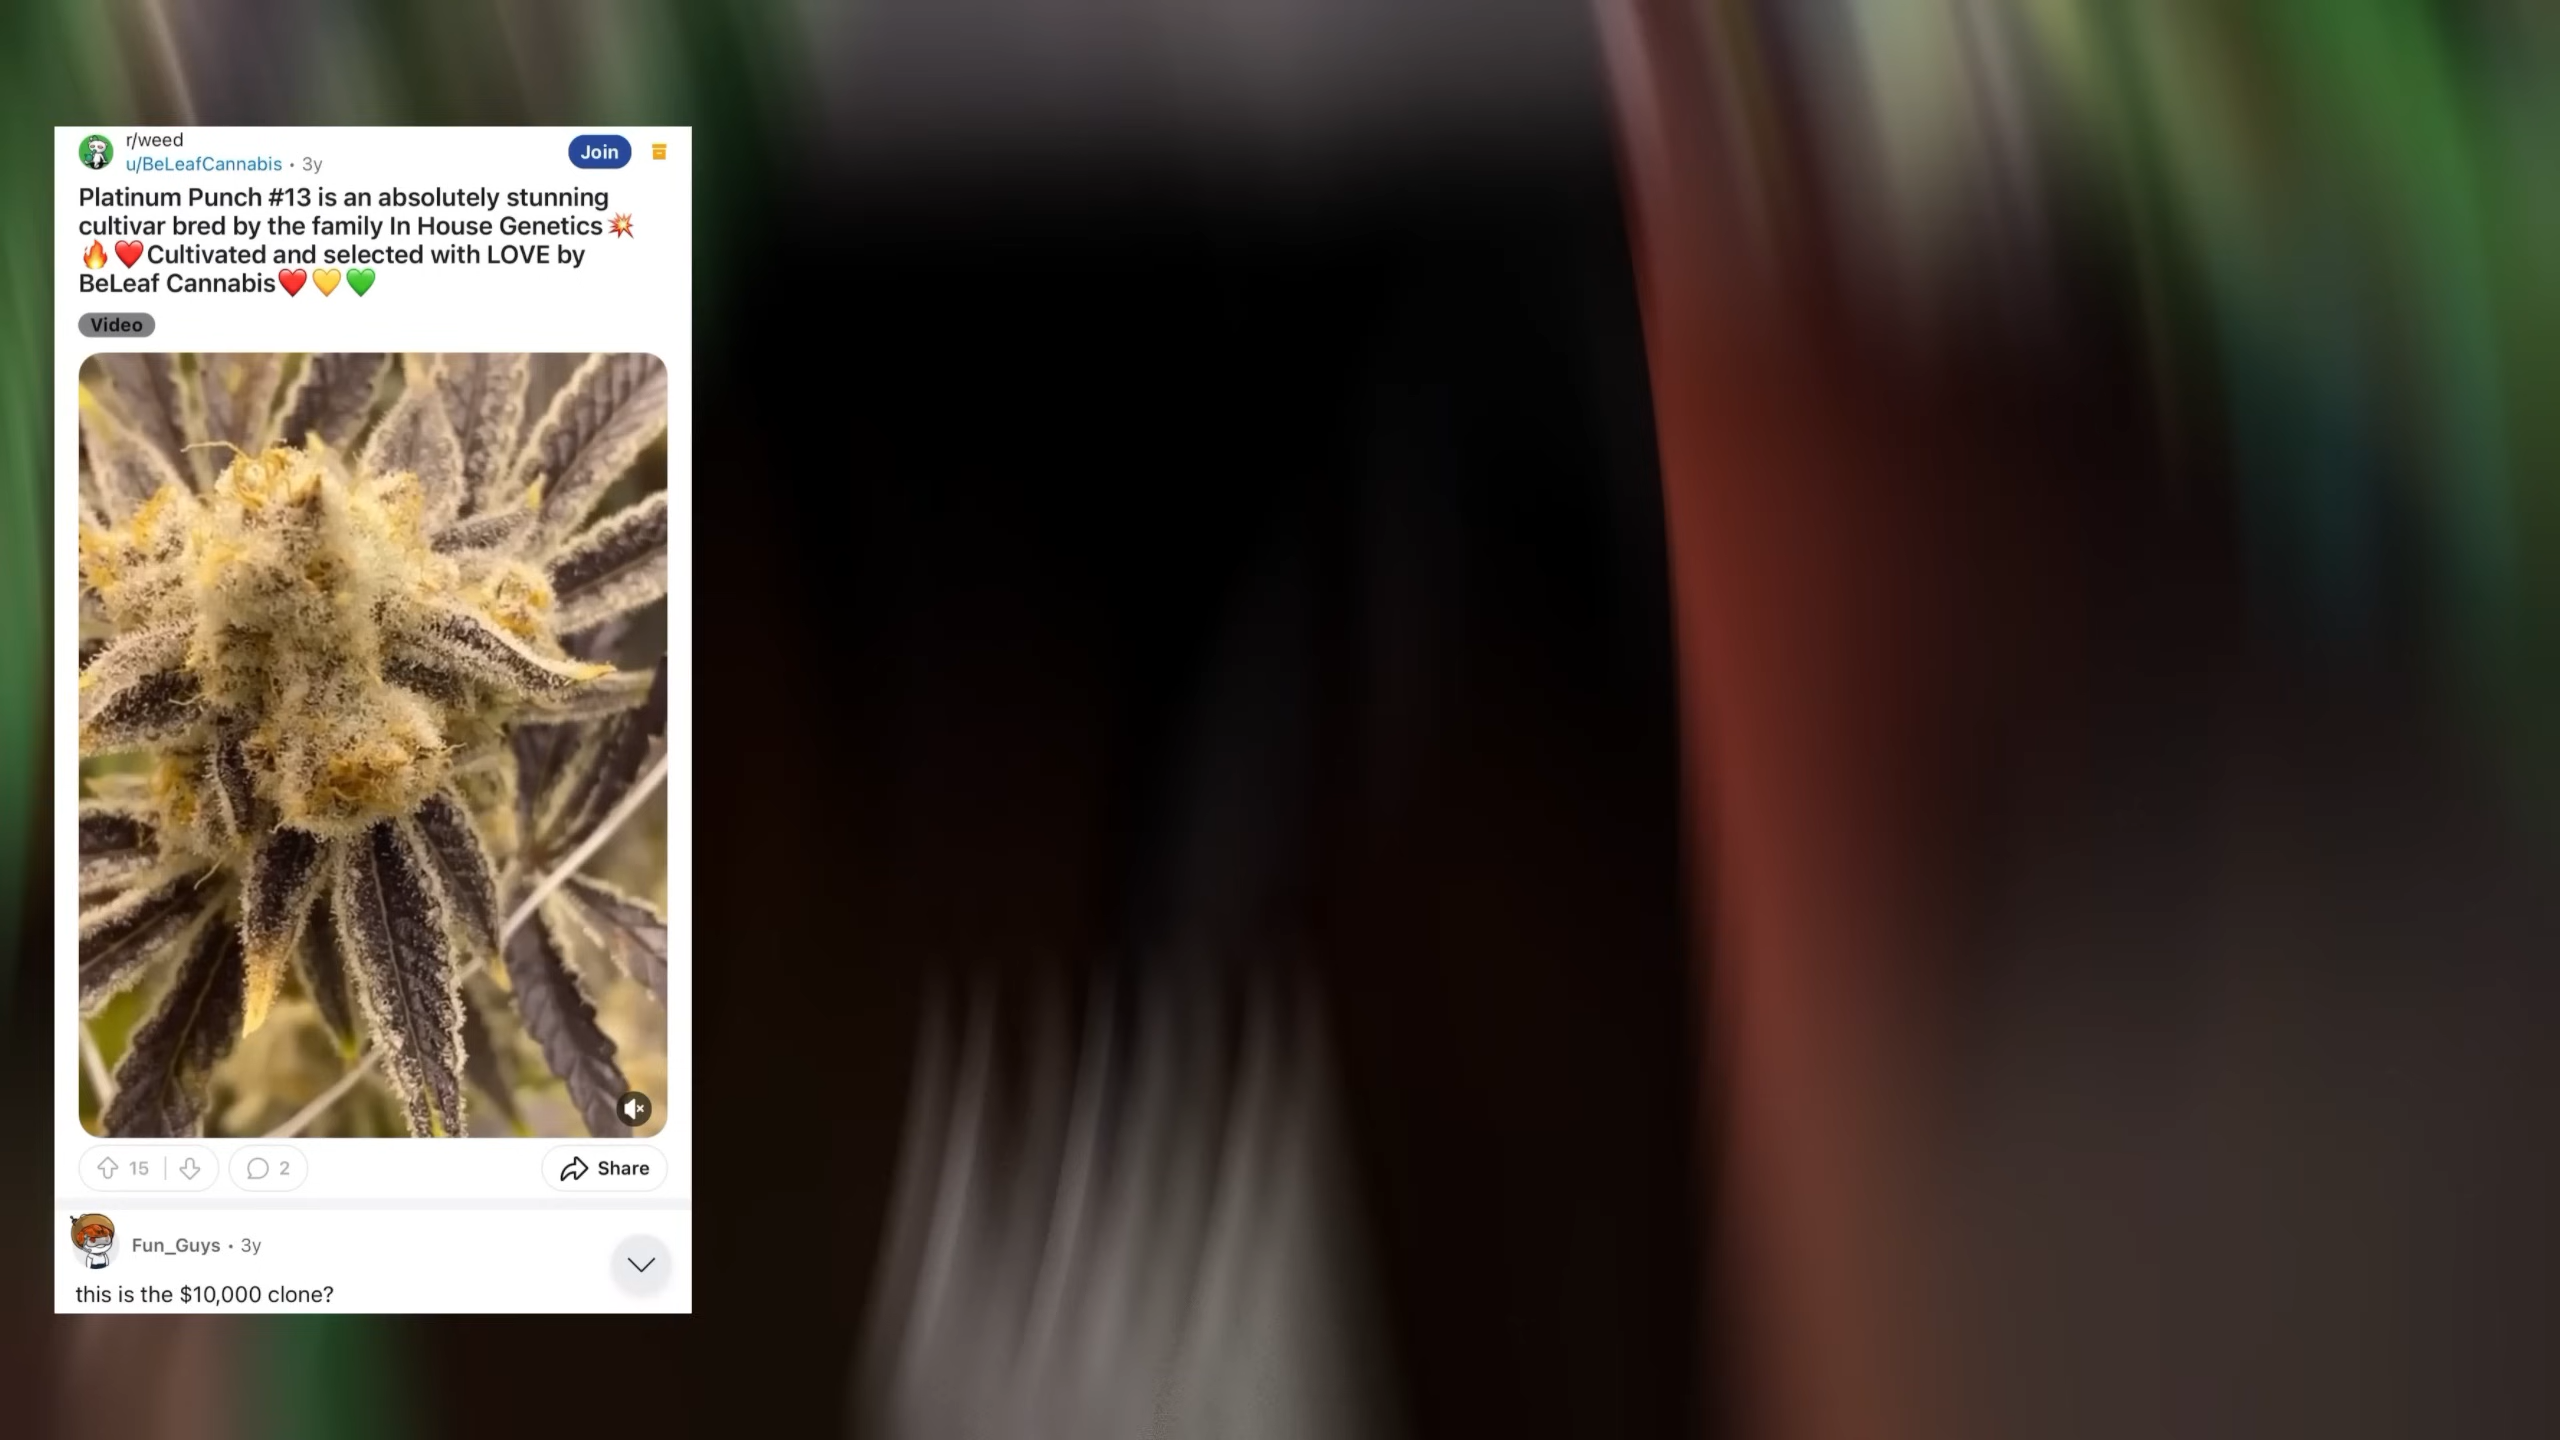 r/weed
u/BeLeafCannabis • 3y
Join
Platinum Punch #13 is an absolutely stunning
cultivar bred by the family In House Genetics💥
🔥❤️Cultivated and selected with LOVE by
BeLeaf Cannabis❤️💛💚
Video
15
2
Share
Fun_Guys • 3y
this is the $10,000 clone?